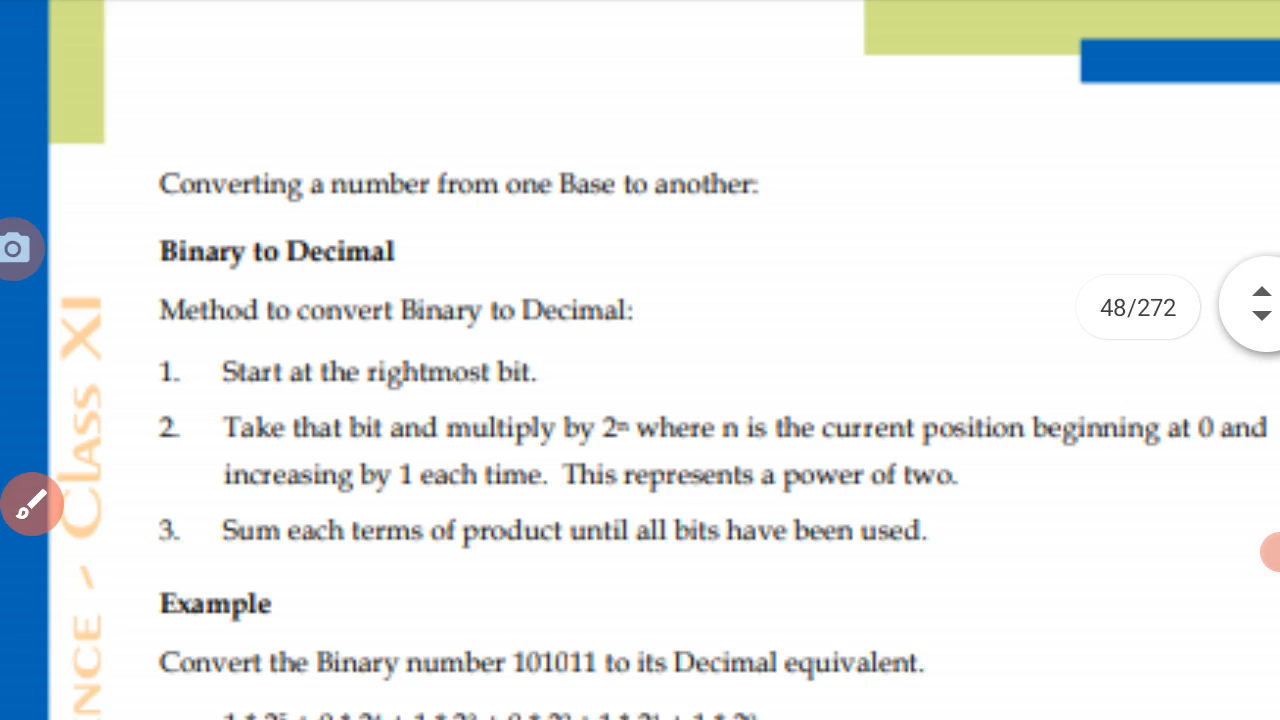 Converting a number from one Base to another:
Binary to Decimal
Method to convert Binary to Decimal:
48/272
1. Start at the rightmost bit.
2. Take that bit and multiply by 2ⁿ where n is the current position beginning at 0 and
increasing by 1 each time. This represents a power of two.
3. Sum each terms of product until all bits have been used.
Example
Convert the Binary number 101011 to its Decimal equivalent.
NCE - Class XI